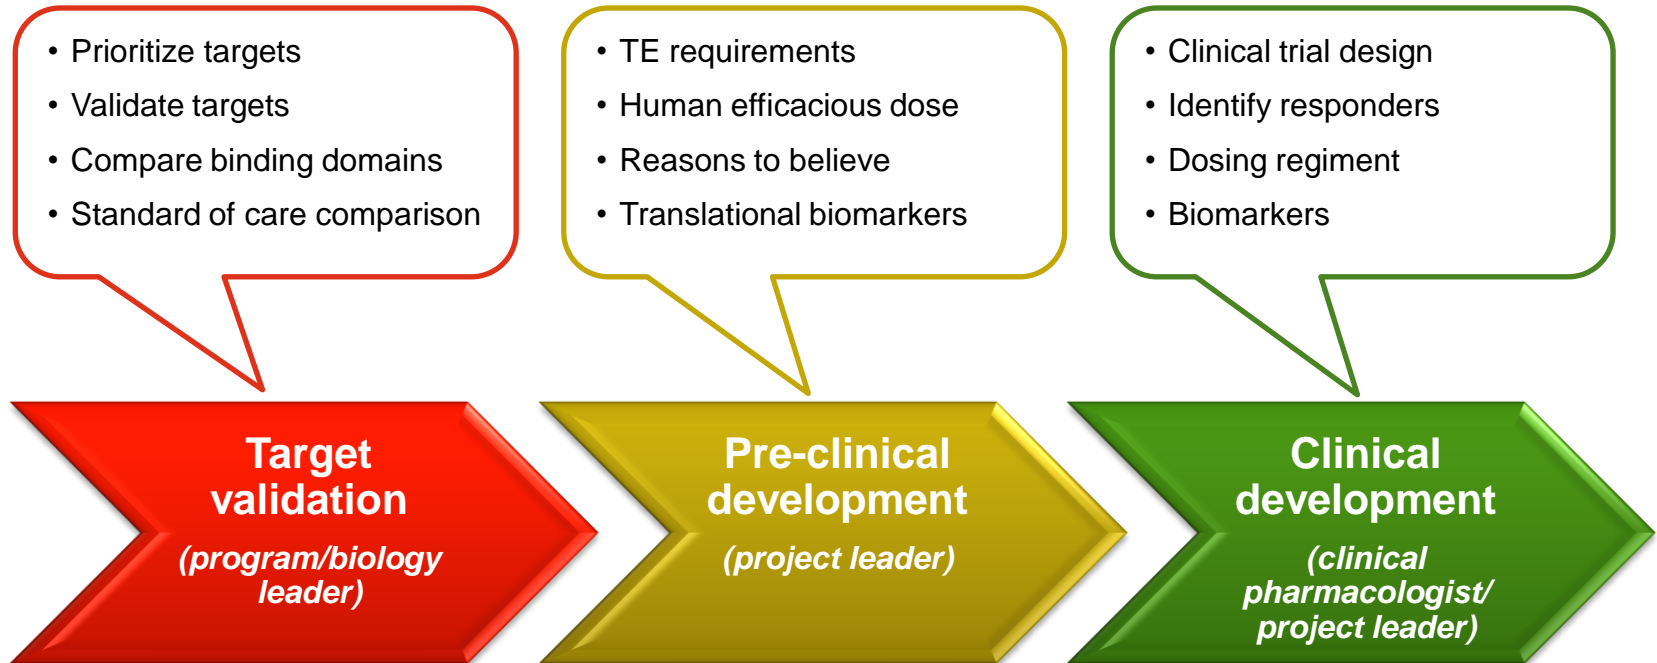 • Prioritize targets
• Validate targets
• Compare binding domains
• Standard of care comparison
• TE requirements
• Human efficacious dose
• Reasons to believe
• Translational biomarkers
• Clinical trial design
• Identify responders
• Dosing regiment
• Biomarkers
Target
validation
(program/biology
leader)
Pre-clinical
development
(project leader)
Clinical
development
(clinical
pharmacologist/
project leader)